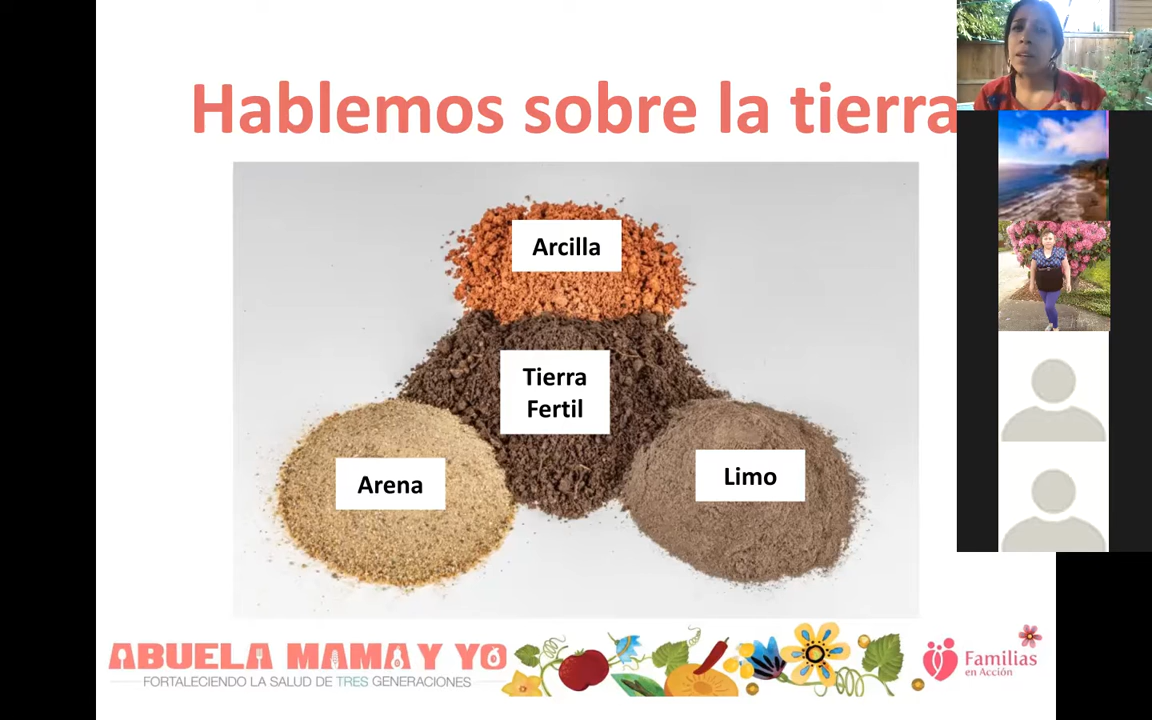 Hablemos sobre la tierra
Arcilla
Tierra
Fertil
Arena
Limo
ABUELA MAMA Y YO
FORTALECIENDO LA SALUD DE TRES GENERACIONES
Familias
en Acción